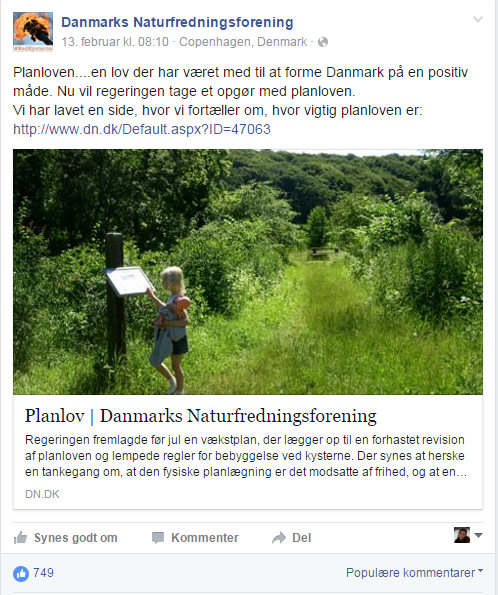 Danmarks Naturfredningsforening
13. februar kl. 08:10 · Copenhagen, Denmark ·
Planloven....en lov der har været med til at forme Danmark på en positiv
måde. Nu vil regeringen tage et opgør med planloven.
Vi har lavet en side, hvor vi fortæller om, hvor vigtig planloven er:
http://www.dn.dk/Default.aspx?ID=47063
Planlov | Danmarks Naturfredningsforening
Regeringen fremlagde før jul en vækstplan, der lægger op til en forhastet revision
af planloven og lempede regler for bebyggelse ved kysterne. Der synes at herske
en tankegang om, at den fysiske planlægning er det modsatte af frihed, og at en...
DN.DK
Synes godt om
Kommenter
Del
749
Populære kommentarer